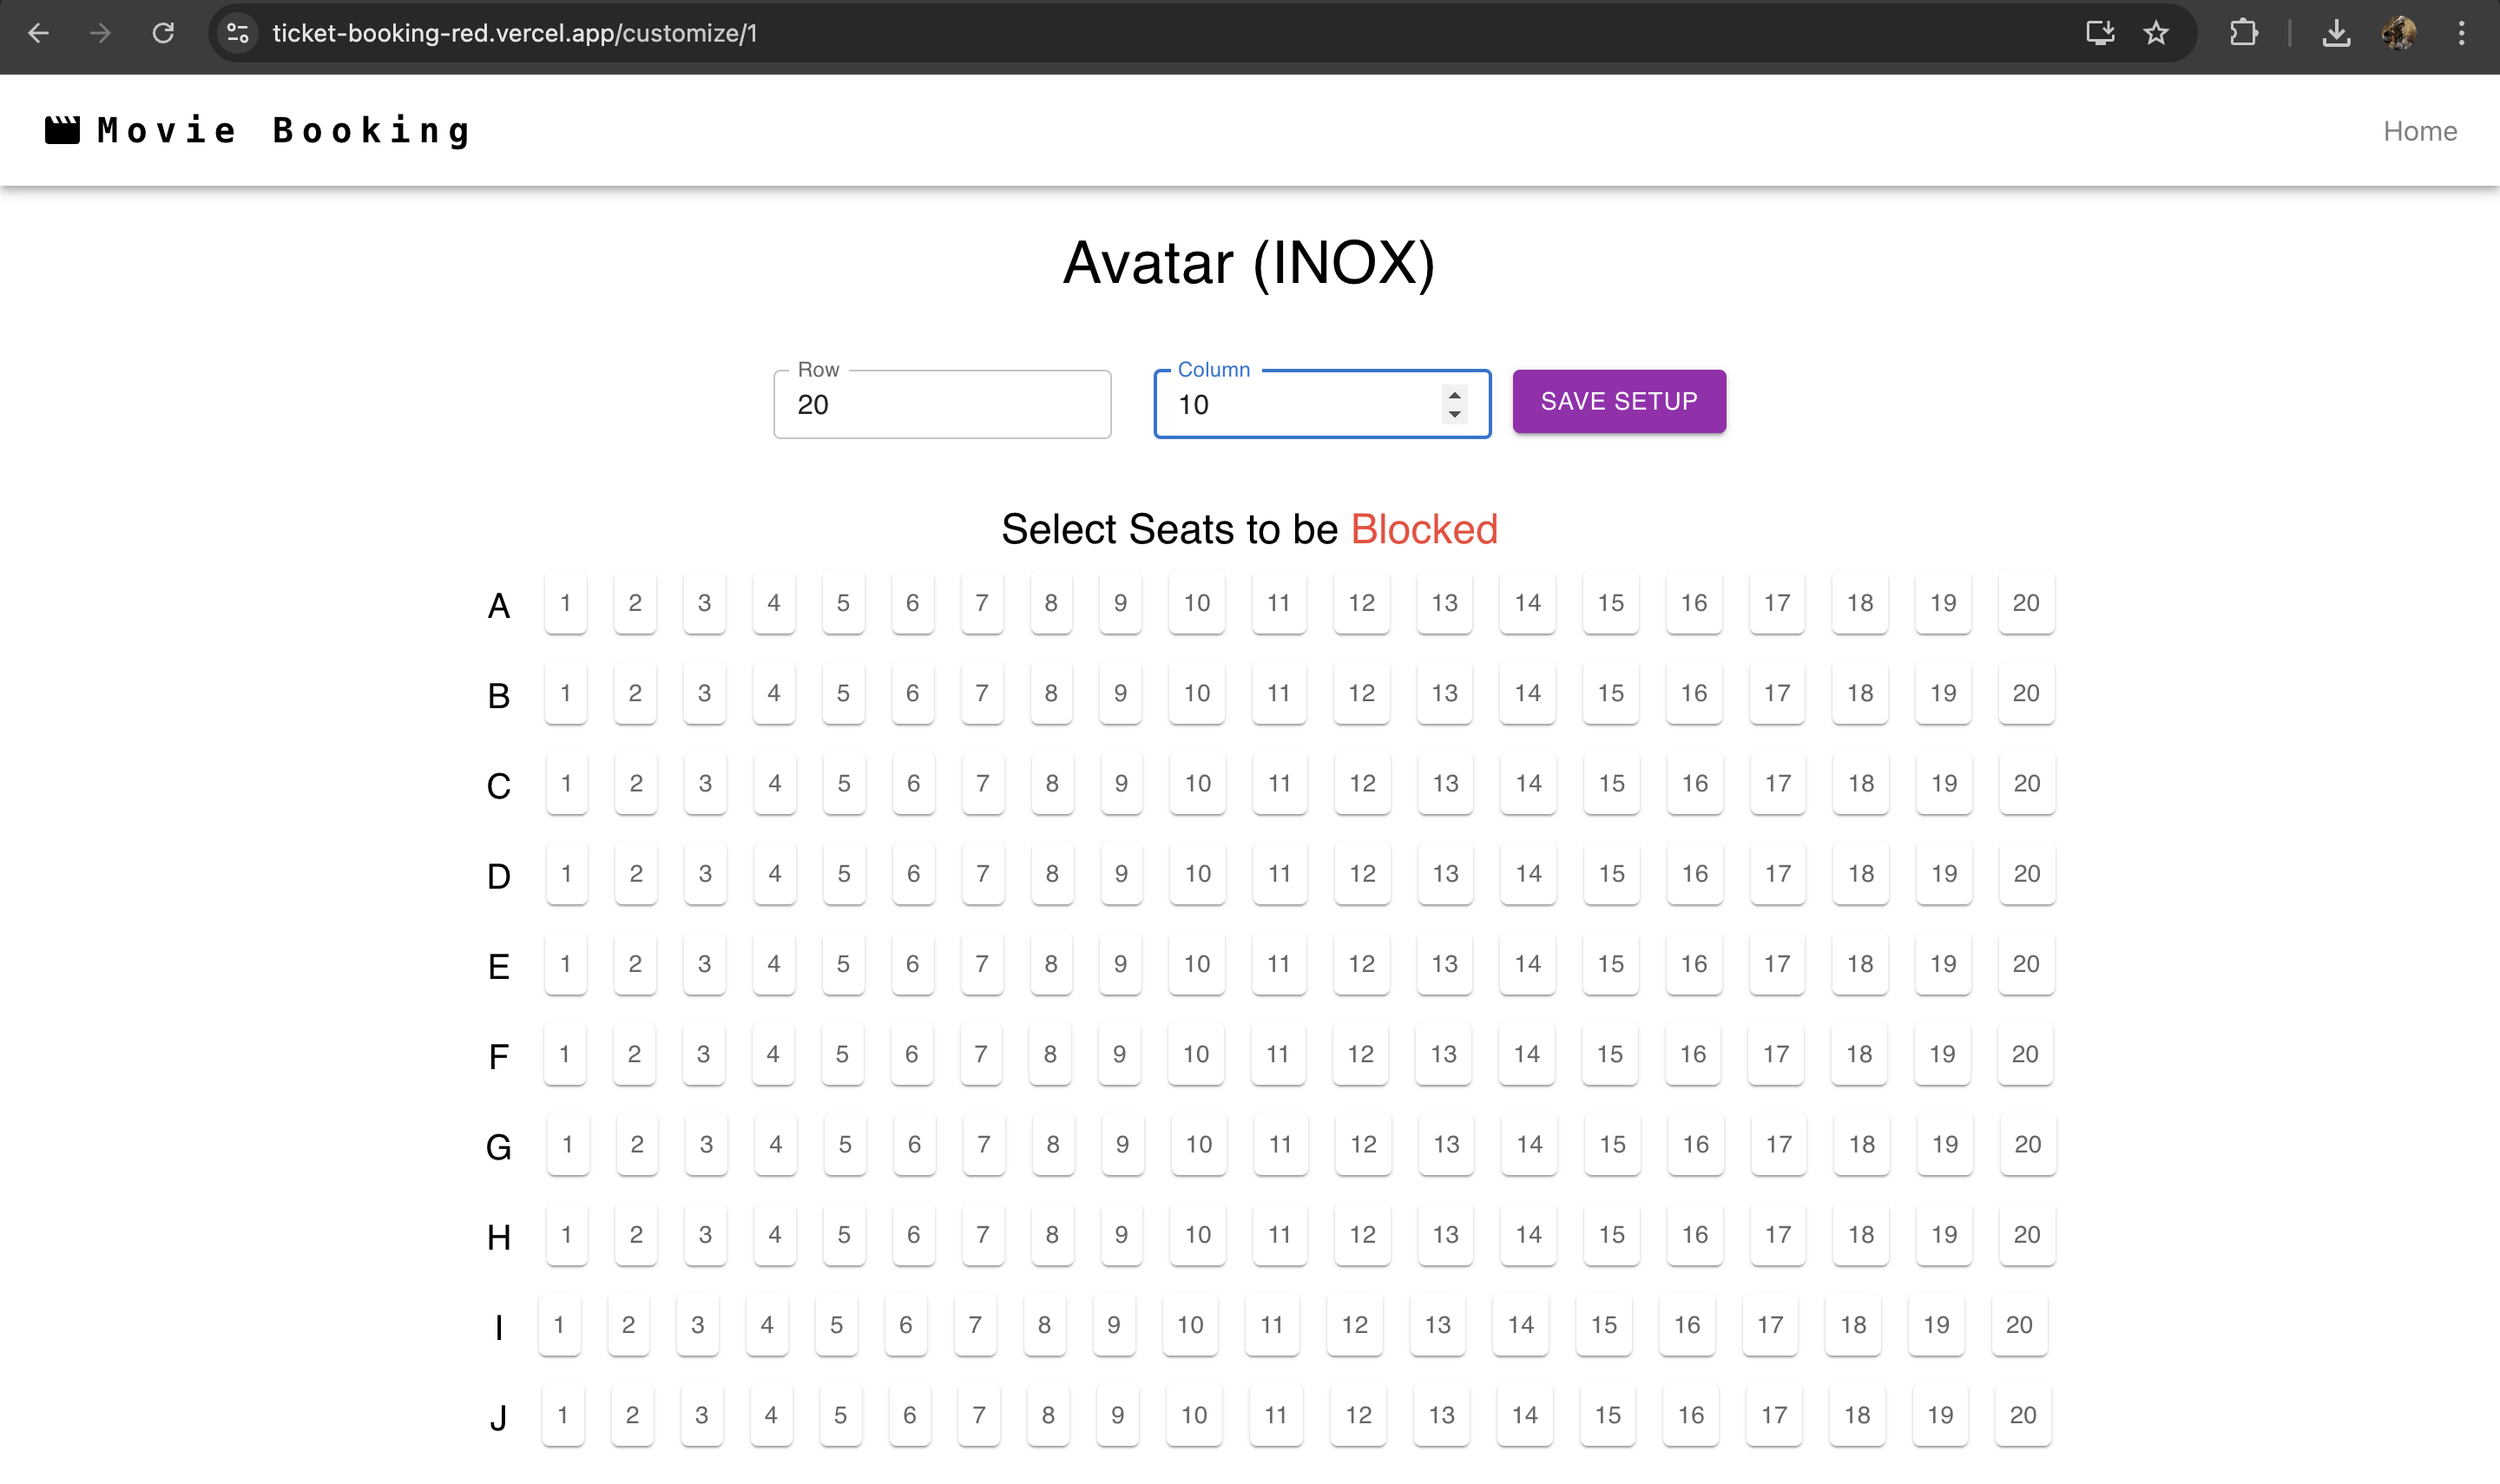 ticket-booking-red.vercel.app/customize/1
Movie Booking
Home
Avatar (INOX)
Row
Column
20
10
SAVE SETUP
Select Seats to be Blocked
A 1 2 3 4 5 6 7 8 9 10 11 12 13 14 15 16 17 18 19 20
B 1 2 3 4 5 6 7 8 9 10 11 12 13 14 15 16 17 18 19 20
C 1 2 3 4 5 6 7 8 9 10 11 12 13 14 15 16 17 18 19 20
D 1 2 3 4 5 6 7 8 9 10 11 12 13 14 15 16 17 18 19 20
E 1 2 3 4 5 6 7 8 9 10 11 12 13 14 15 16 17 18 19 20
F 1 2 3 4 5 6 7 8 9 10 11 12 13 14 15 16 17 18 19 20
G 1 2 3 4 5 6 7 8 9 10 11 12 13 14 15 16 17 18 19 20
H 1 2 3 4 5 6 7 8 9 10 11 12 13 14 15 16 17 18 19 20
I 1 2 3 4 5 6 7 8 9 10 11 12 13 14 15 16 17 18 19 20
J 1 2 3 4 5 6 7 8 9 10 11 12 13 14 15 16 17 18 19 20